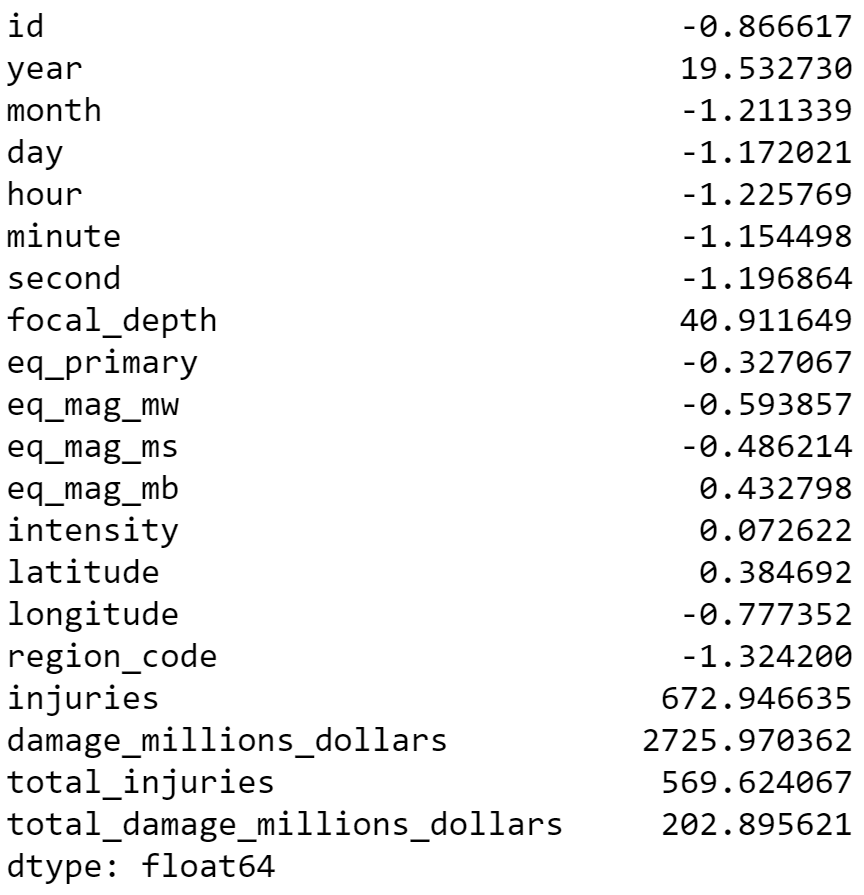 id -0.866617
year 19.532730
month -1.211339
day -1.172021
hour -1.225769
minute -1.154498
second -1.196864
focal_depth 40.911649
eq_primary -0.327067
eq_mag_mw -0.593857
eq_mag_ms -0.486214
eq_mag_mb 0.432798
intensity 0.072622
latitude 0.384692
longitude -0.777352
region_code -1.324200
injuries 672.946635
damage_millions_dollars 2725.970362
total_injuries 569.624067
total_damage_millions_dollars 202.895621
dtype: float64